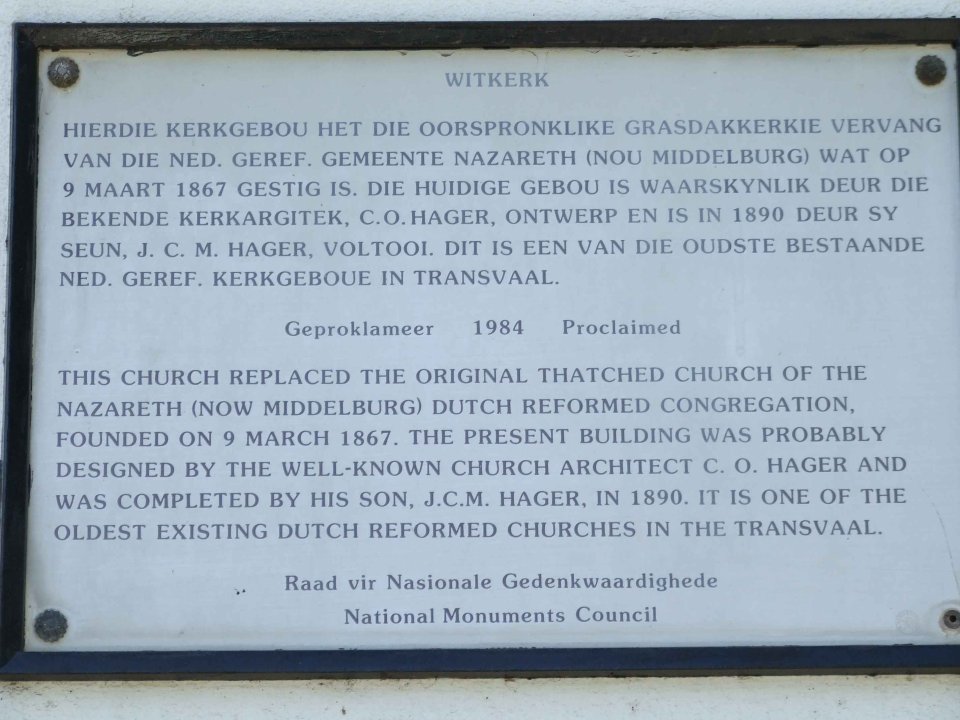 WITKERK
HIERDIE KERKGEBOU HET DIE OORSPRONKLIKE GRASDAKKERKIE VERVANG
VAN DIE NED. GEREF. GEMEENTE NAZARETH (NOU MIDDELBURG) WAT OP
9 MAART 1867 GESTIG IS. DIE HUIDIGE GEBOU IS WAARSKYNLIK DEUR DIE
BEKENDE KERKARGITEK, C.O. HAGER, ONTWERP EN IS IN 1890 DEUR SY
SEUN, J. C. M. HAGER, VOLTOOI. DIT IS EEN VAN DIE OUDSTE BESTAANDE
NED. GEREF. KERKGEBOUE IN TRANSVAAL.
Geproklameer 1984 Proclaimed
THIS CHURCH REPLACED THE ORIGINAL THATCHED CHURCH OF THE
NAZARETH (NOW MIDDELBURG) DUTCH REFORMED CONGREGATION,
FOUNDED ON 9 MARCH 1867. THE PRESENT BUILDING WAS PROBABLY
DESIGNED BY THE WELL-KNOWN CHURCH ARCHITECT C. O. HAGER AND
WAS COMPLETED BY HIS SON, J.C.M. HAGER, IN 1890. IT IS ONE OF THE
OLDEST EXISTING DUTCH REFORMED CHURCHES IN THE TRANSVAAL.
Raad vir Nasionale Gedenkwaardighede
National Monuments Council